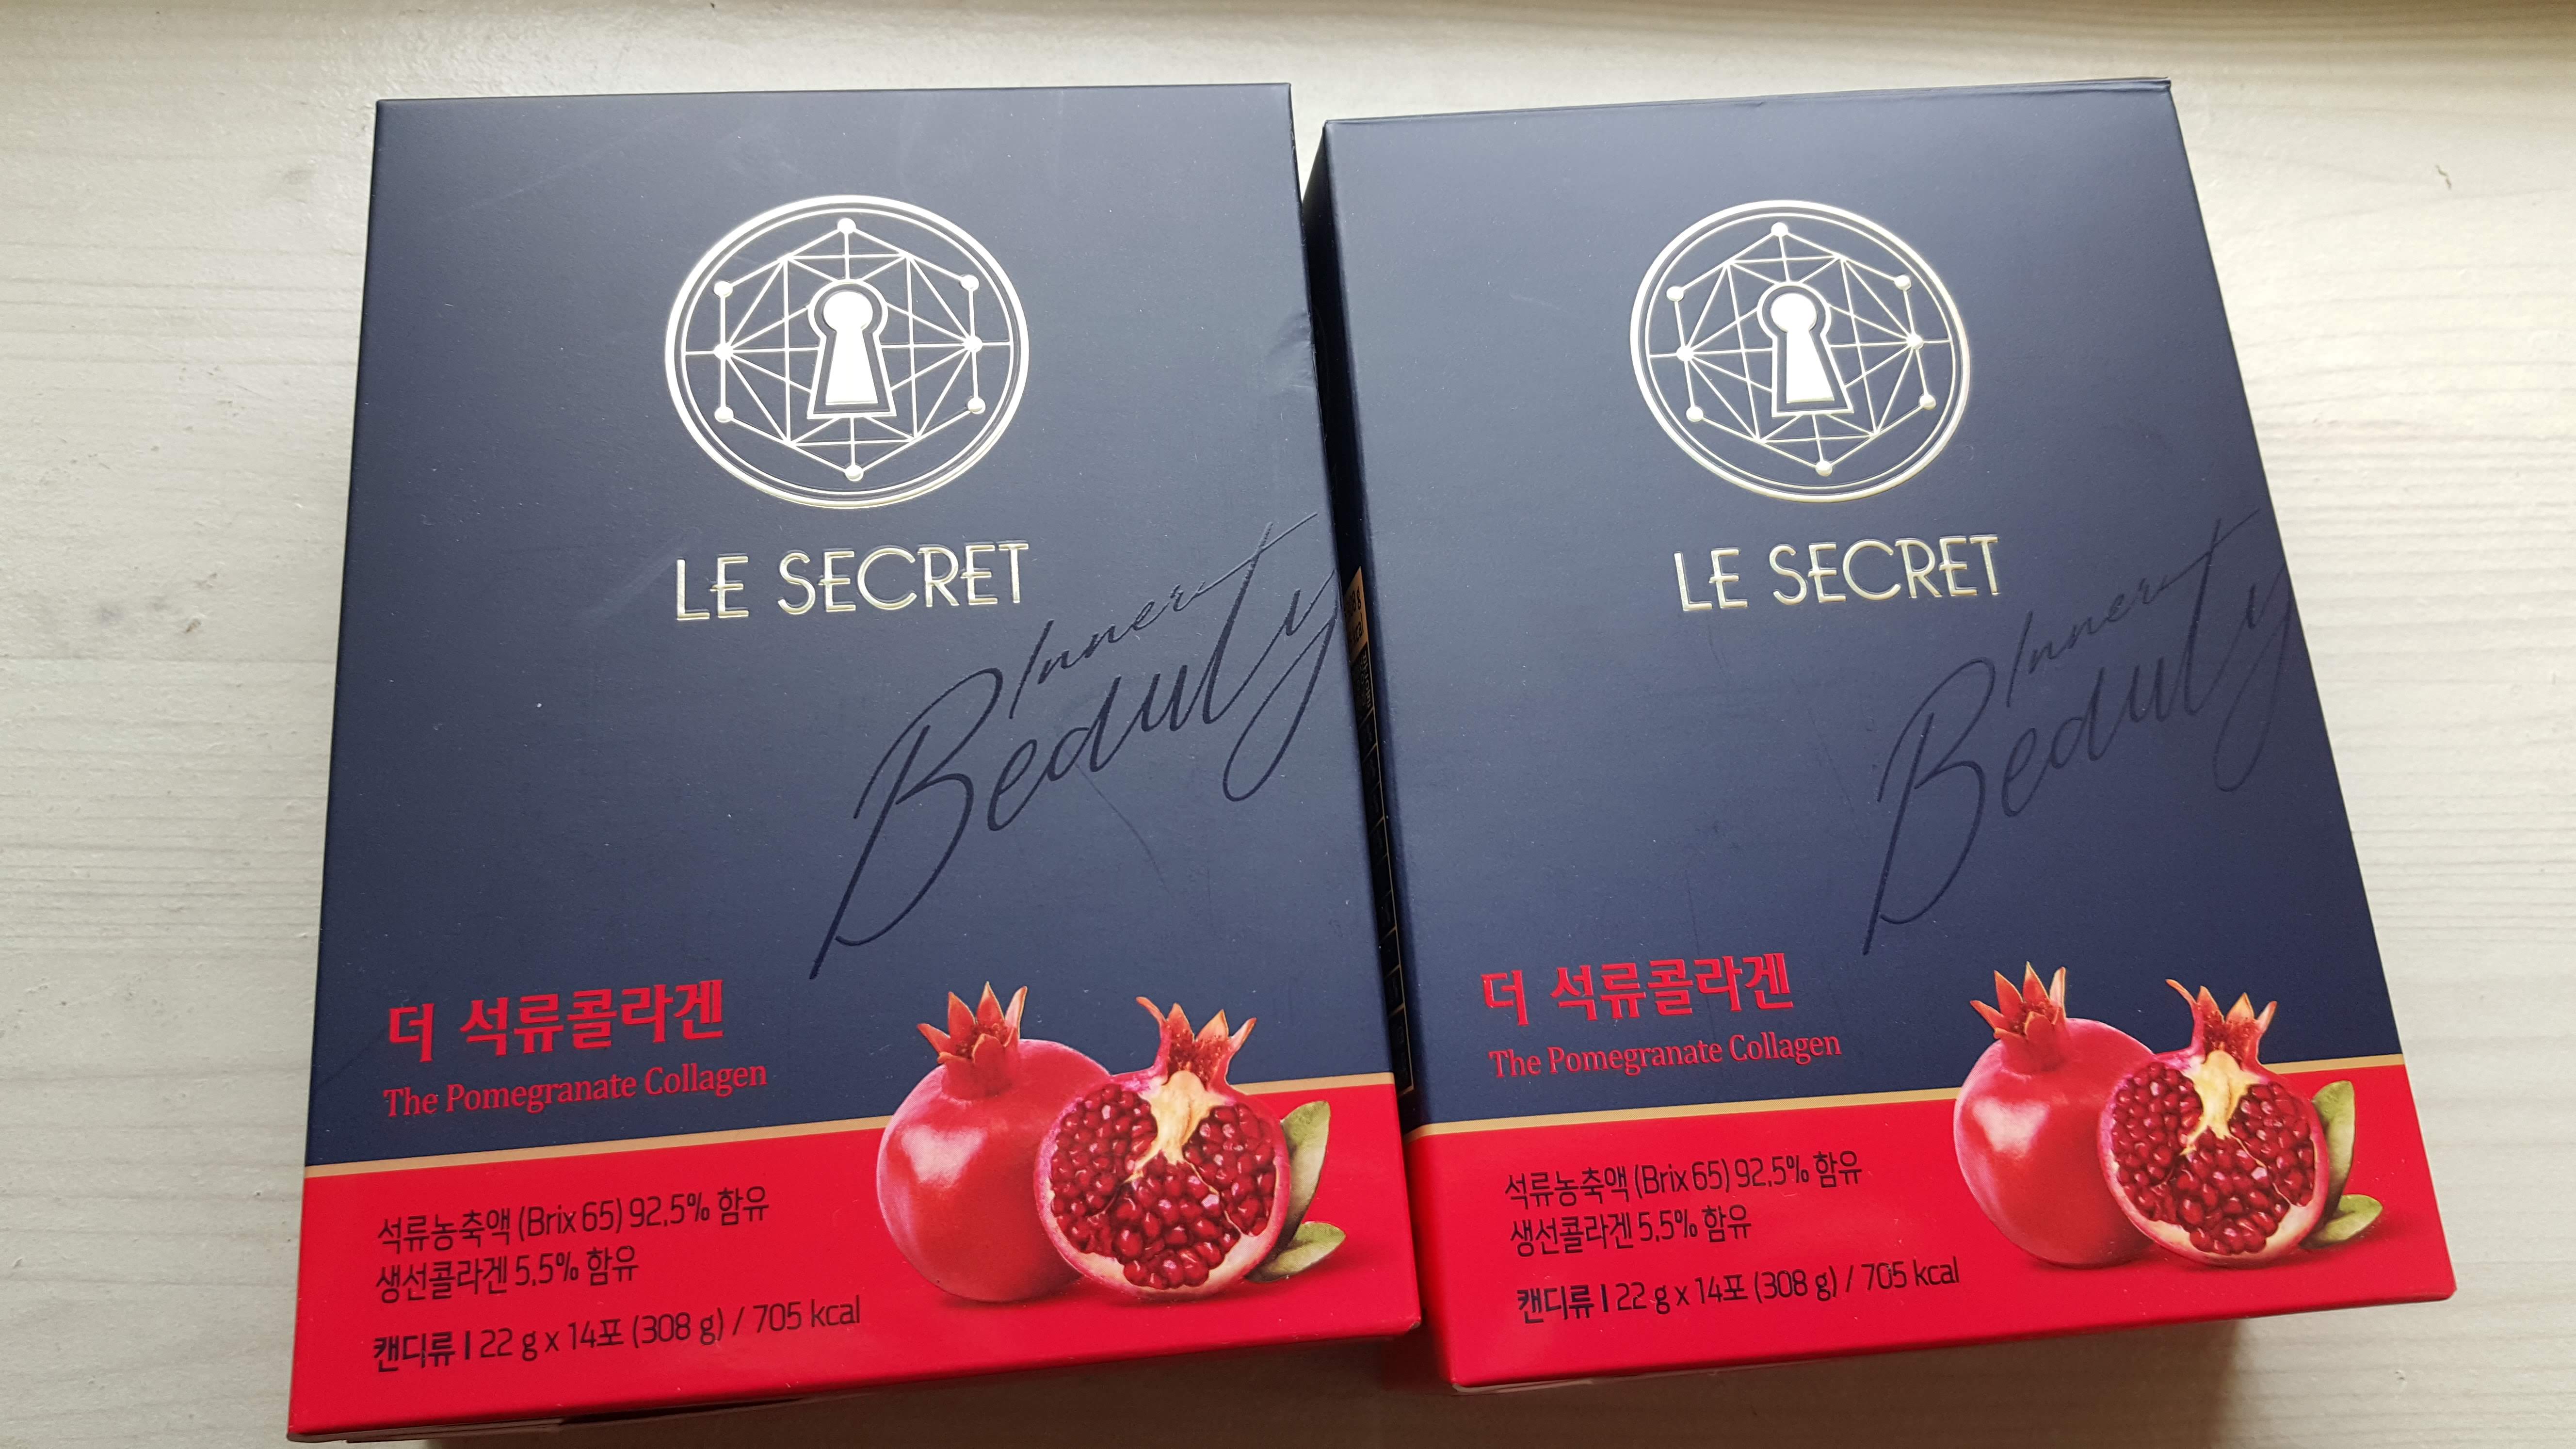 LE SECRET
Inner
Beauty
더 석류콜라겐
The Pomegranate Collagen
석류농축액 (Brix 65) 92.5% 함유
생선콜라겐 5.5% 함유
캔디류 | 22 g x 14포 (308 g) / 705 kcal
LE SECRET
Inner
Beauty
더 석류콜라겐
The Pomegranate Collagen
석류농축액 (Brix 65) 92.5% 함유
생선콜라겐 5.5% 함유
캔디류 | 22 g x 14포 (308 g) / 705 kcal